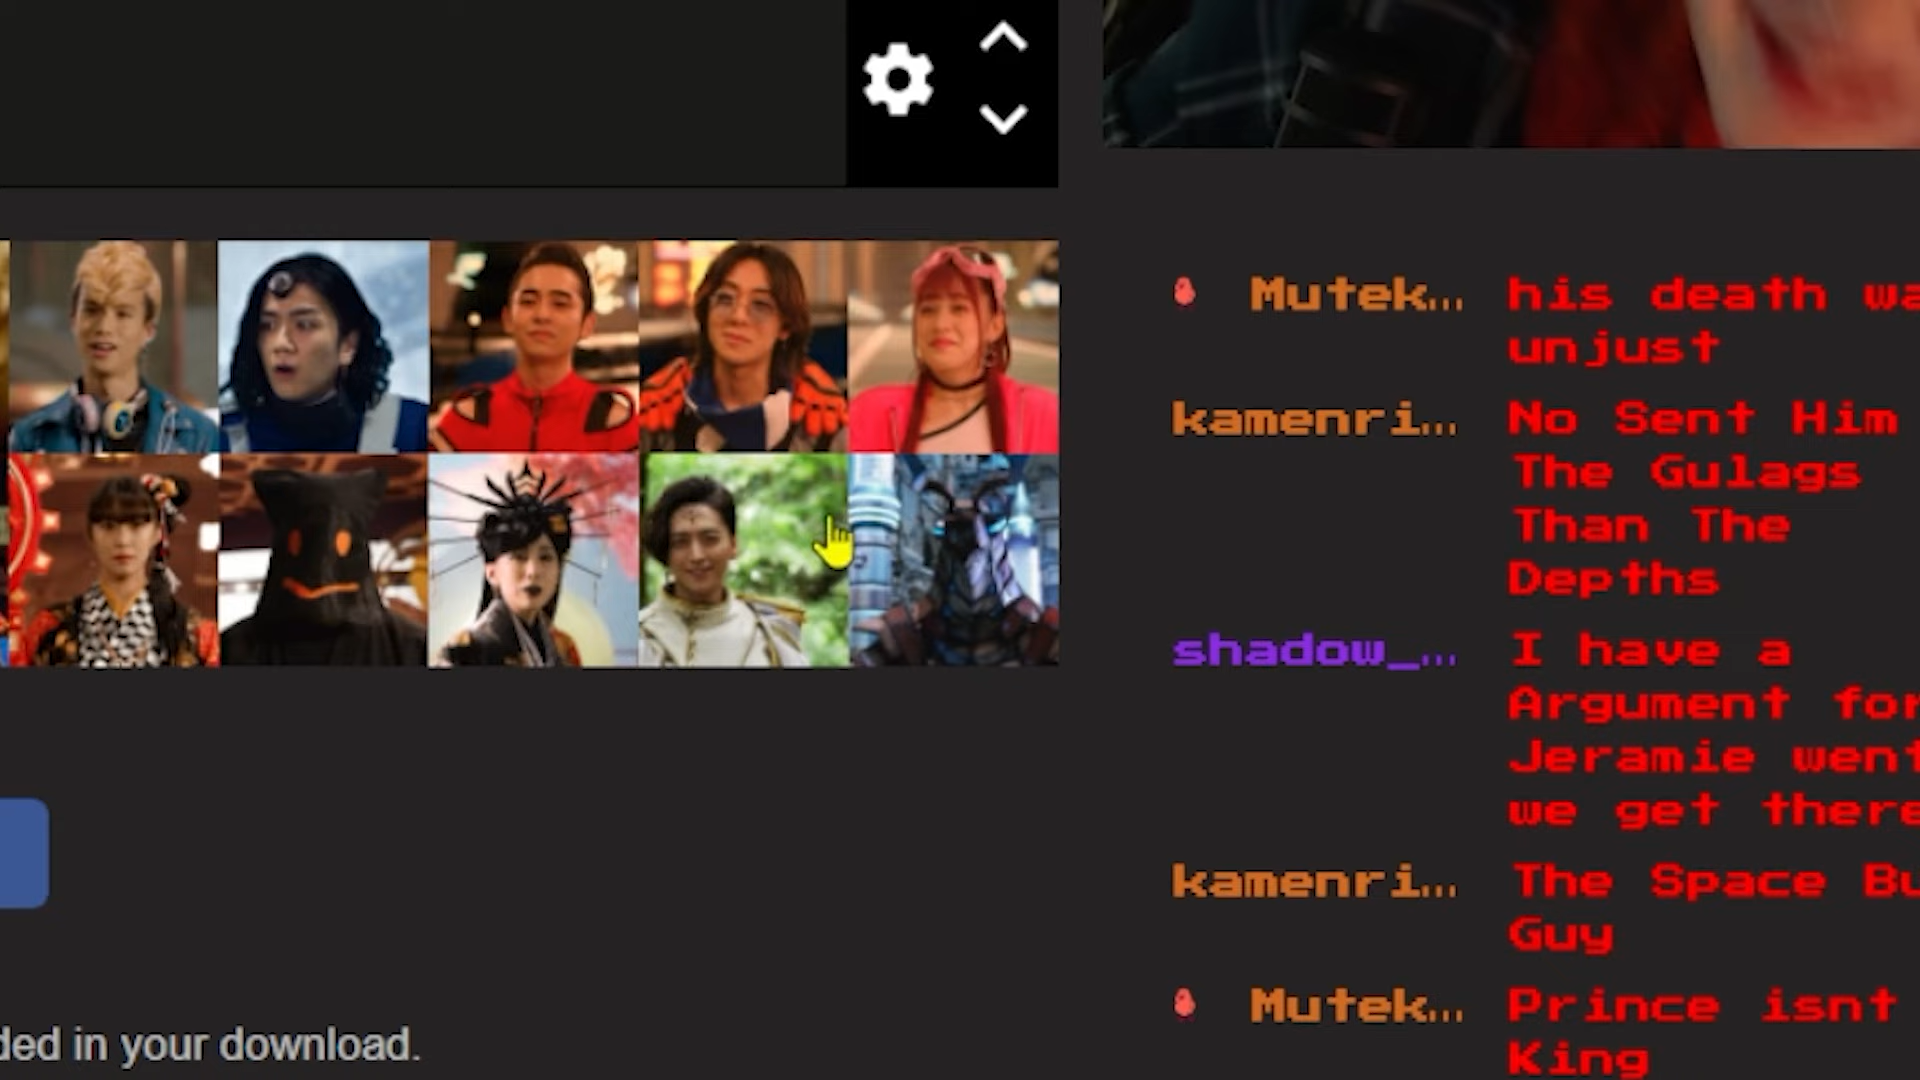 Mutek... his death wa
unjust
kamenri... No Sent Him
The Gulags
Than The
Depths
shadow_... I have a
Argument for
Jeramie went
we get there
kamenri... The Space Bu
Guy
Mutek... Prince isnt
King
ded in your download.